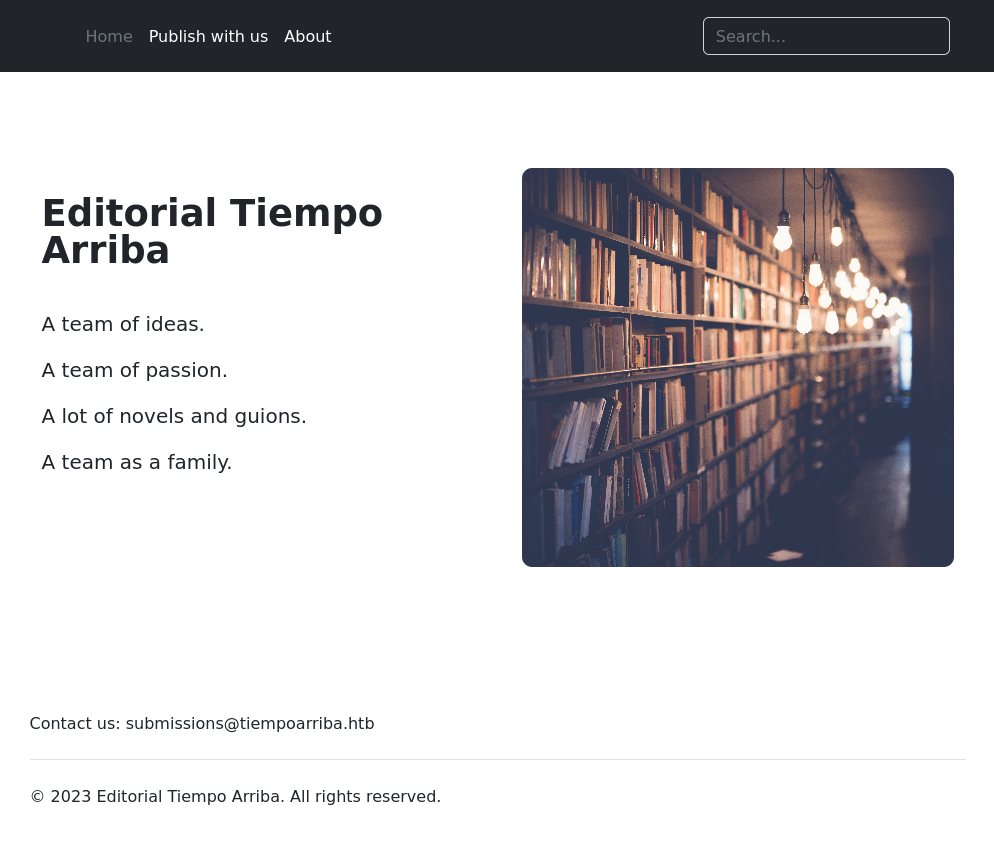 Home Publish with us About Search...
Editorial Tiempo
Arriba
A team of ideas.
A team of passion.
A lot of novels and guions.
A team as a family.
Contact us: submissions@tiempoarriba.htb
© 2023 Editorial Tiempo Arriba. All rights reserved.